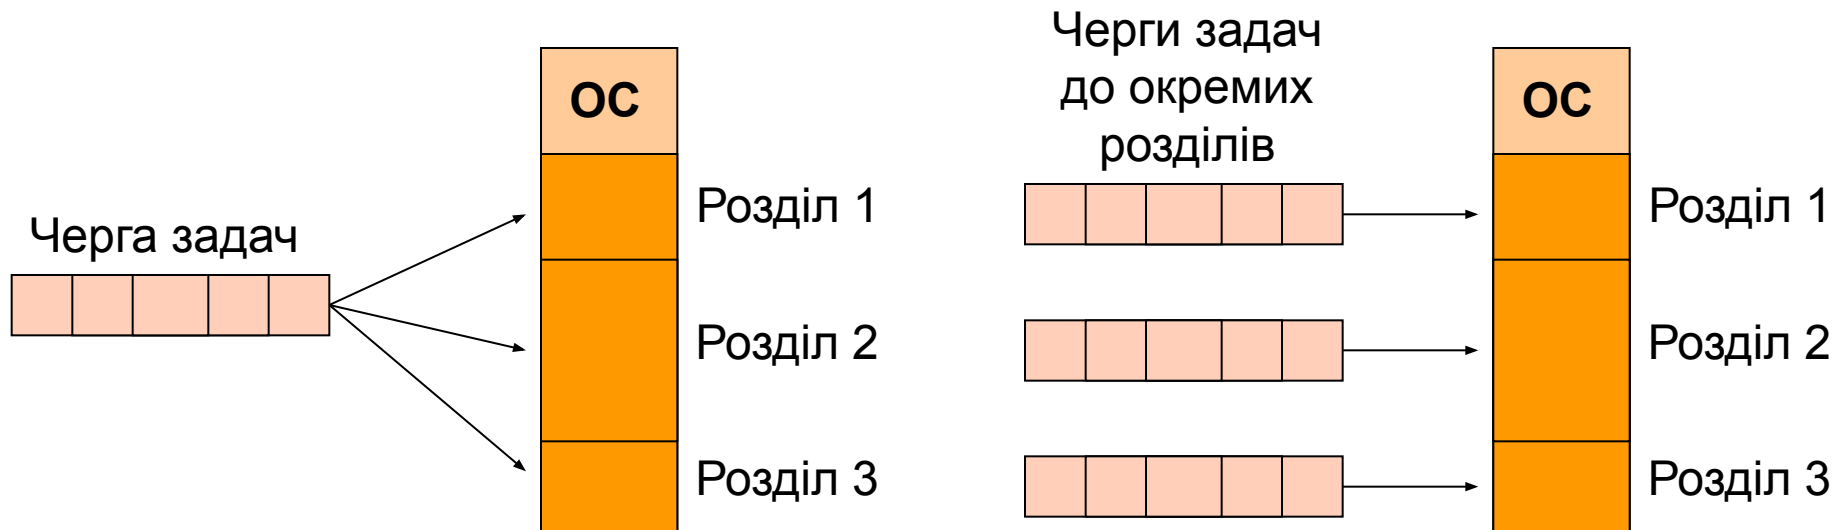 Черга задач
ОС
Розділ 1
Розділ 2
Розділ 3
Черги задач
до окремих
розділів
ОС
Розділ 1
Розділ 2
Розділ 3